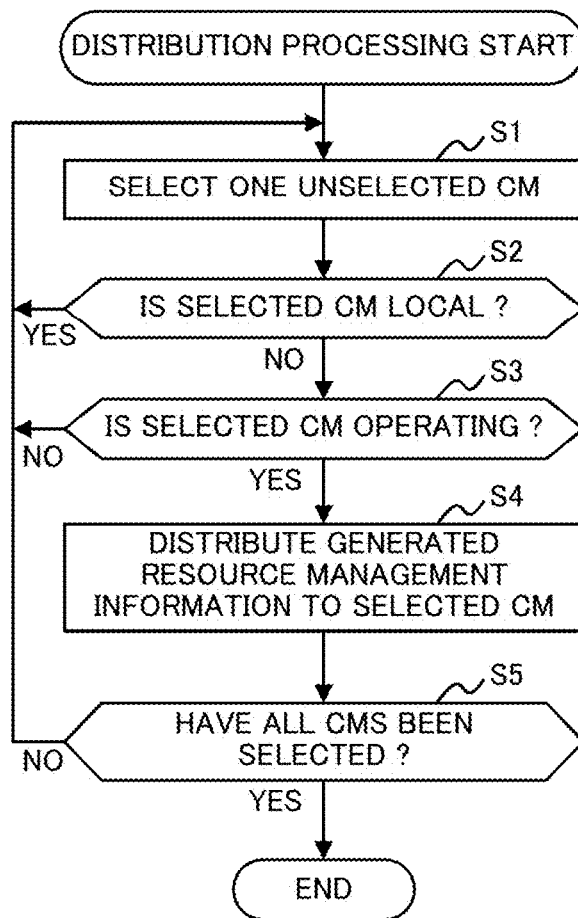 DISTRIBUTION PROCESSING START
S1
SELECT ONE UNSELECTED CM
S2
IS SELECTED CM LOCAL ?
YES
NO
S3
IS SELECTED CM OPERATING ?
NO
YES
S4
DISTRIBUTE GENERATED
RESOURCE MANAGEMENT
INFORMATION TO SELECTED CM
S5
HAVE ALL CMS BEEN
SELECTED ?
NO
YES
END